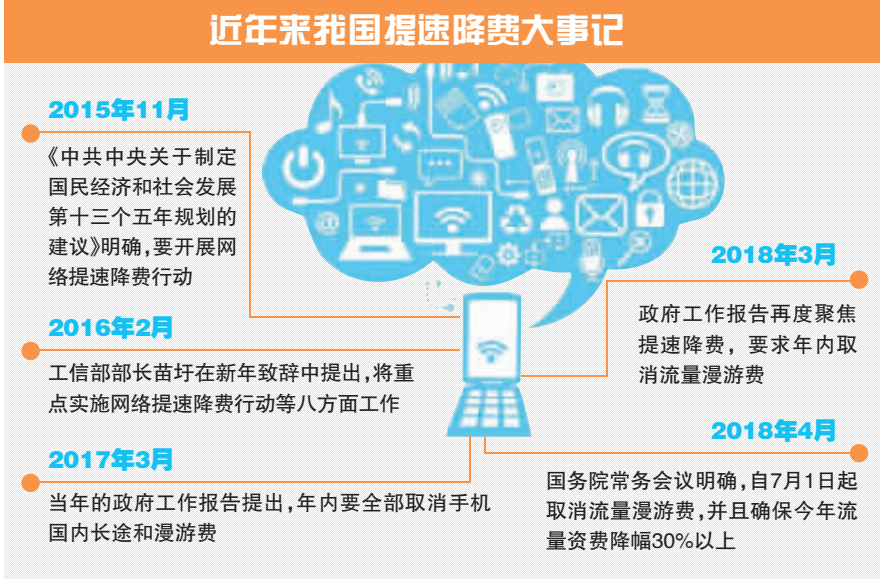 近年来我国提速降费大事记
2015年11月
《中共中央关于制定
国民经济和社会发展
第十三个五年规划的
建议》明确,要开展网
络提速降费行动
2016年2月
工信部部长苗圩在新年致辞中提出,将重
点实施网络提速降费行动等八方面工作
2017年3月
当年的政府工作报告提出,年内要全部取消手机
国内长途和漫游费
2018年3月
政府工作报告再度聚焦
提速降费，要求年内取
消流量漫游费
2018年4月
国务院常务会议明确,自7月1日起
取消流量漫游费,并且确保今年流
量资费降幅30%以上